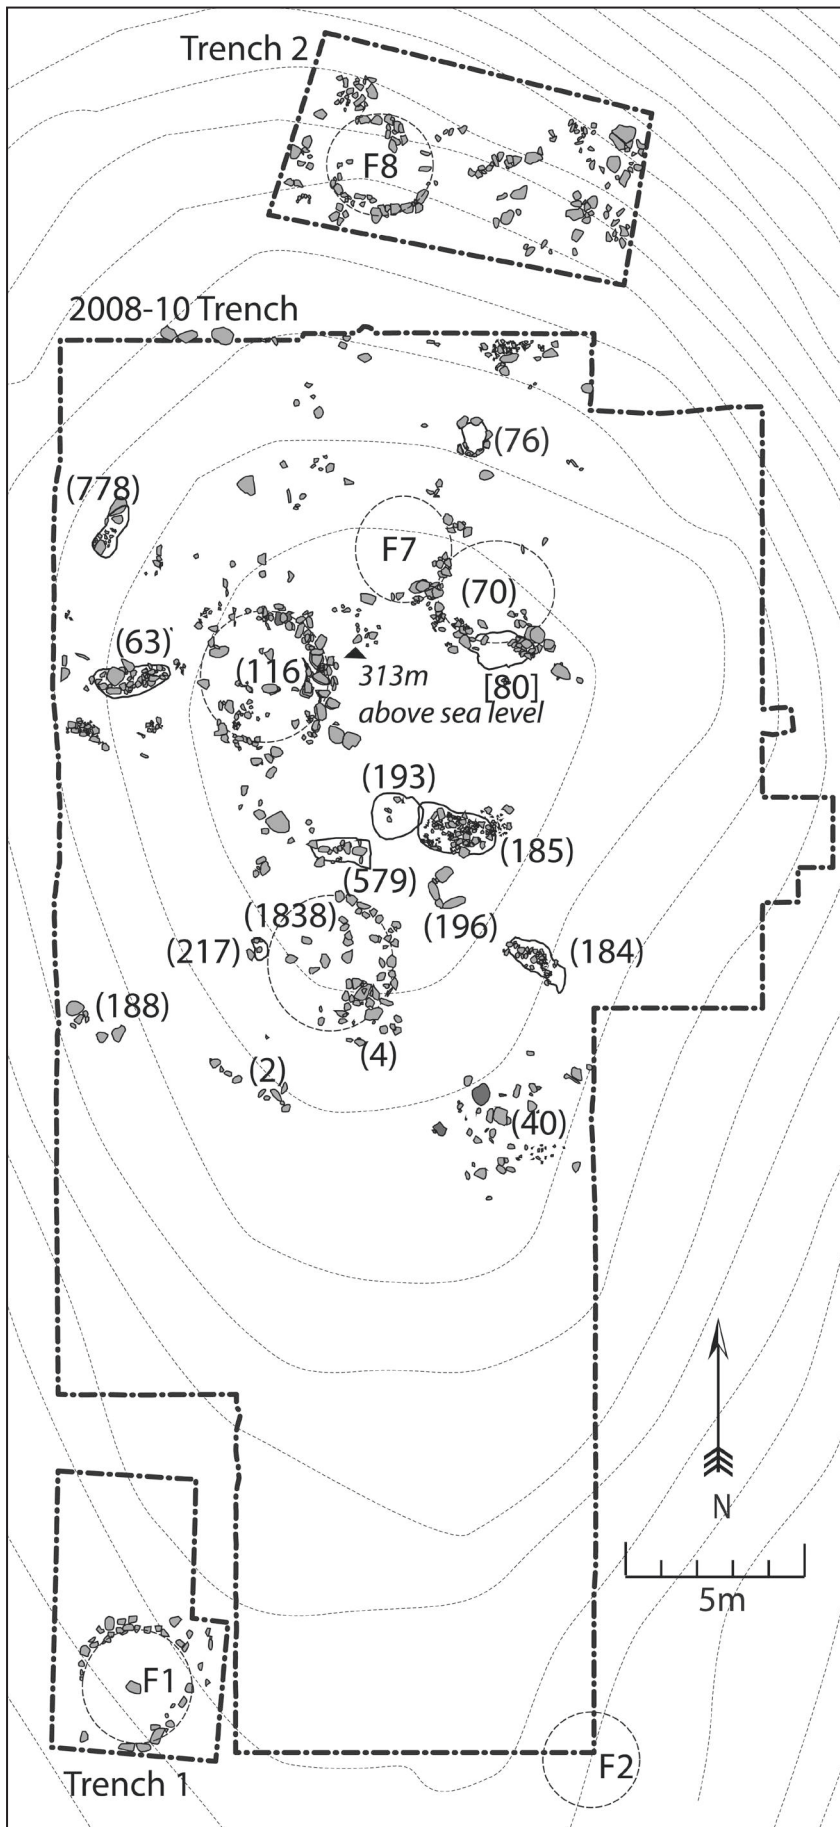 Trench 2
F8
2008-10 Trench
(76)
(778)
F7
(70)
(63)
(116)
313m
above sea level
[80]
(193)
(185)
(579)
(196)
(1838)
(217)
(184)
(188)
(4)
(2)
(40)
N
5m
F1
F2
Trench 1